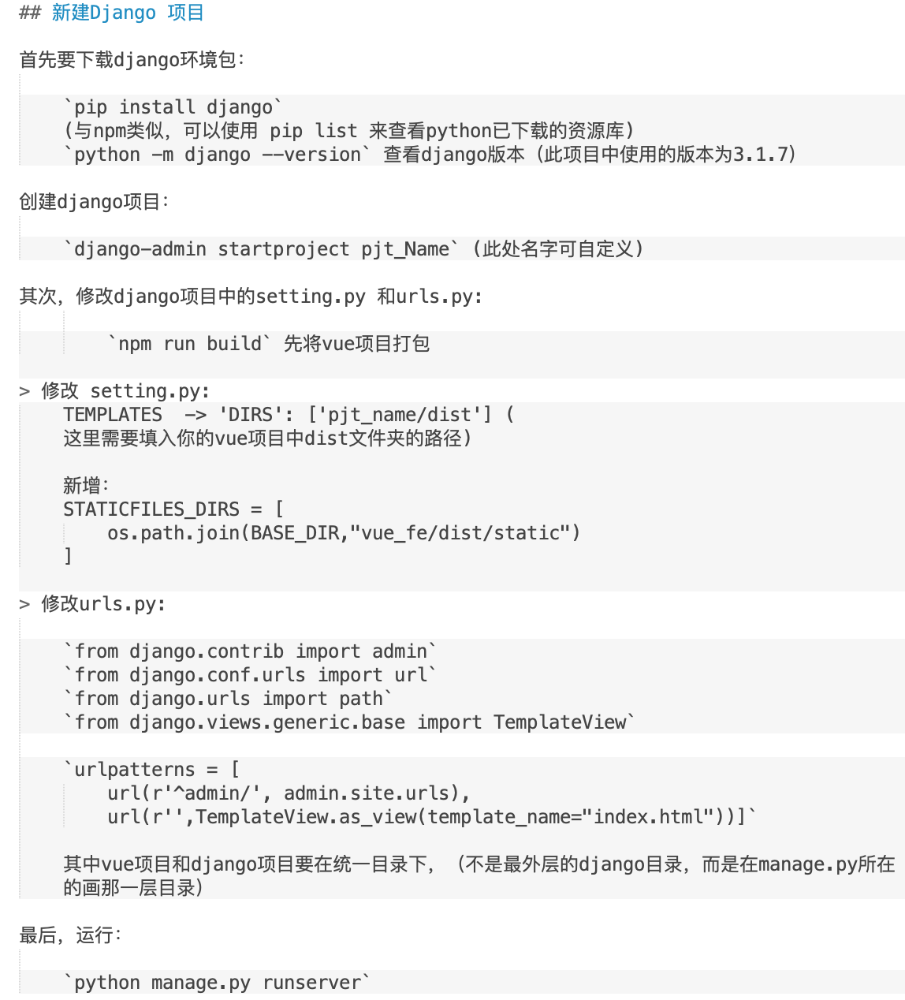 ## 新建Django 项目
首先要下载django环境包：
`pip install django`
(与npm类似，可以使用 pip list 来查看python已下载的资源库)
`python -m django --version` 查看django版本（此项目中使用的版本为3.1.7）
创建django项目：
`django-admin startproject pjt_Name`（此处名字可自定义）
其次，修改django项目中的setting.py 和urls.py:
`npm run build` 先将vue项目打包
> 修改 setting.py:
TEMPLATES  -> 'DIRS': ['pjt_name/dist'] (
这里需要填入你的vue项目中dist文件夹的路径)
新增：
STATICFILES_DIRS = [
os.path.join(BASE_DIR,"vue_fe/dist/static")
]
> 修改urls.py:
`from django.contrib import admin`
`from django.conf.urls import url`
`from django.urls import path`
`from django.views.generic.base import TemplateView`
`urlpatterns = [
url(r'^admin/', admin.site.urls),
url(r'',TemplateView.as_view(template_name="index.html"))]`
其中vue项目和django项目要在统一目录下，（不是最外层的django目录，而是在manage.py所在
的画那一层目录）
最后，运行：
`python manage.py runserver`